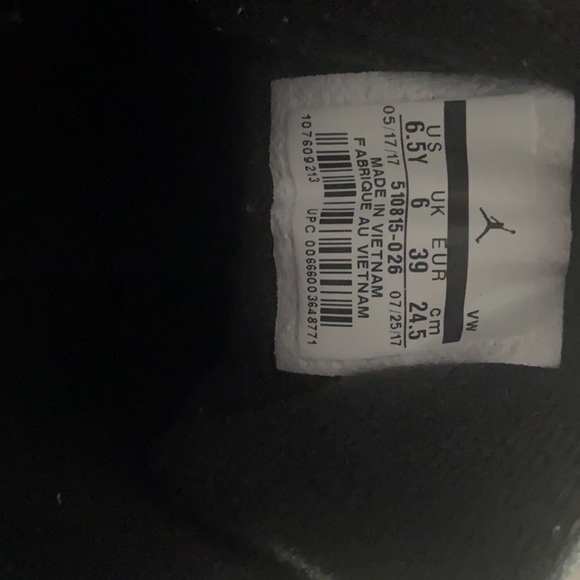 VW
US UK EUR cm
6.5Y 6 39 24.5
05/17/17 510815-026 07/25/17
MADE IN VIETNAM
FABRIQUE AU VIETNAM
107609213 UPC 00666003648771